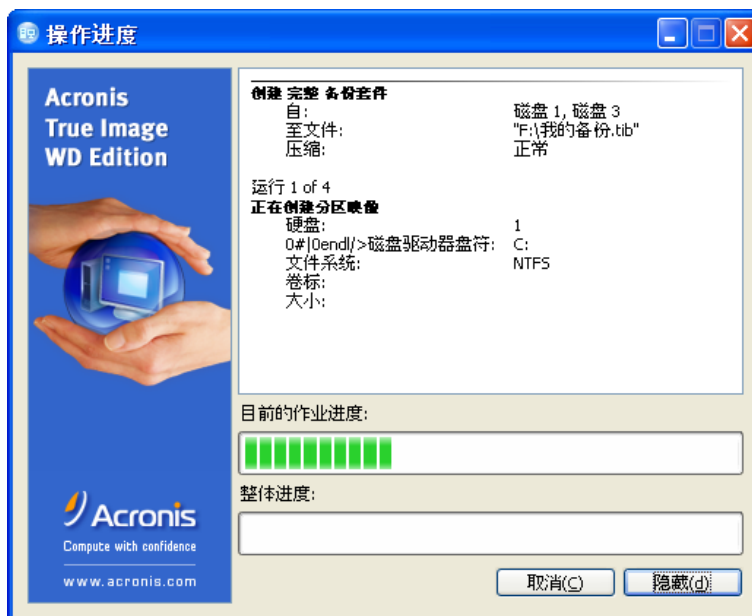 操作进度
Acronis
True Image
WD Edition
创建 完整 备份套件
自: 磁盘 1, 磁盘 3
至文件: "F:\我的备份.tib"
压缩: 正常
运行 1 of 4
正在创建分区映像
硬盘: 1
0#|0endl/>磁盘驱动器盘符: C:
文件系统: NTFS
卷标:
大小:
目前的作业进度:
整体进度:
Acronis
Compute with confidence
www.acronis.com
取消(C)
隐藏(d)